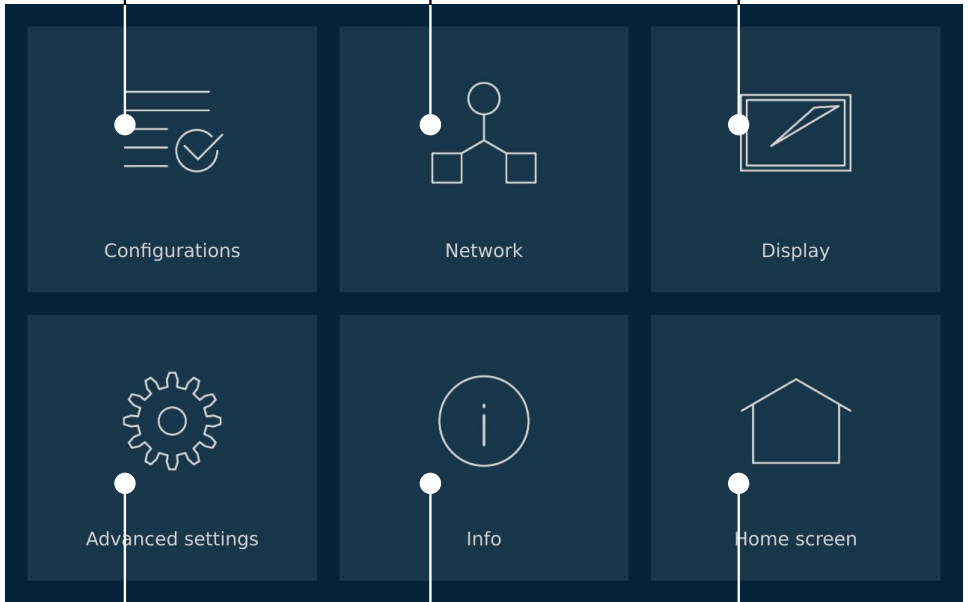 Configurations
Network
Display
Advanced settings
Info
Home screen